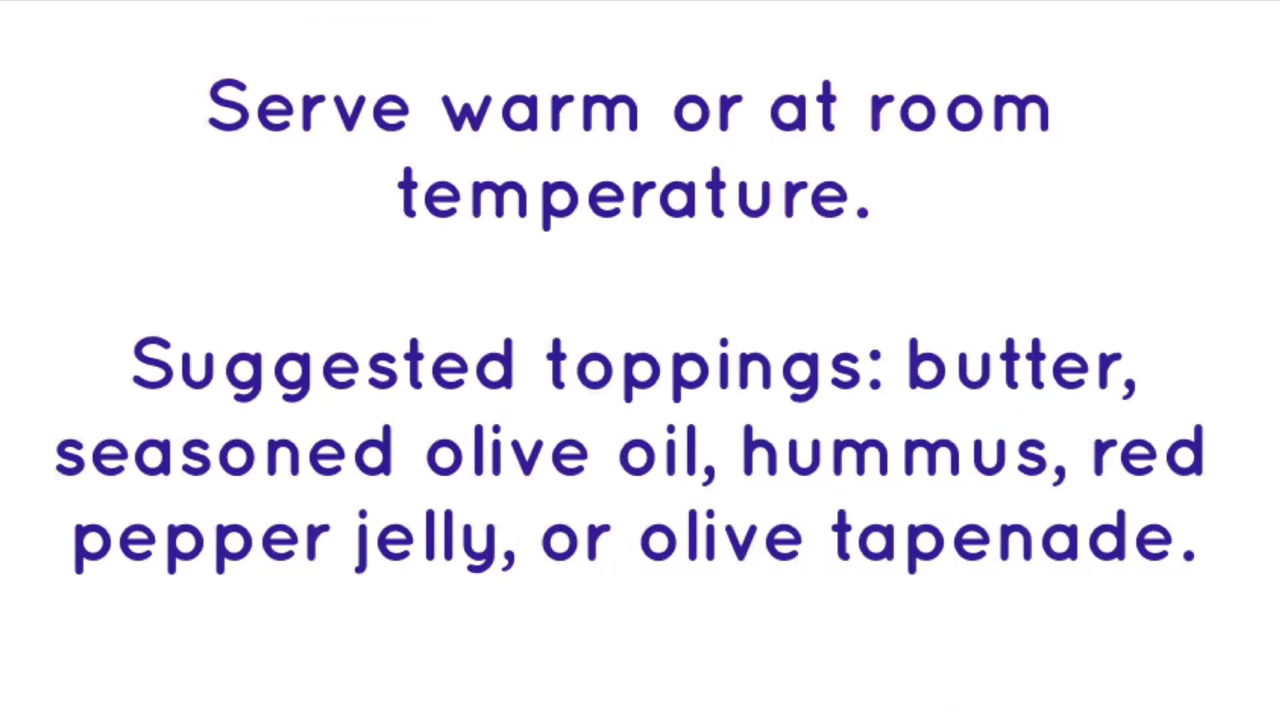 Serve warm or at room
temperature.
Suggested toppings: butter,
seasoned olive oil, hummus, red
pepper jelly, or olive tapenade.